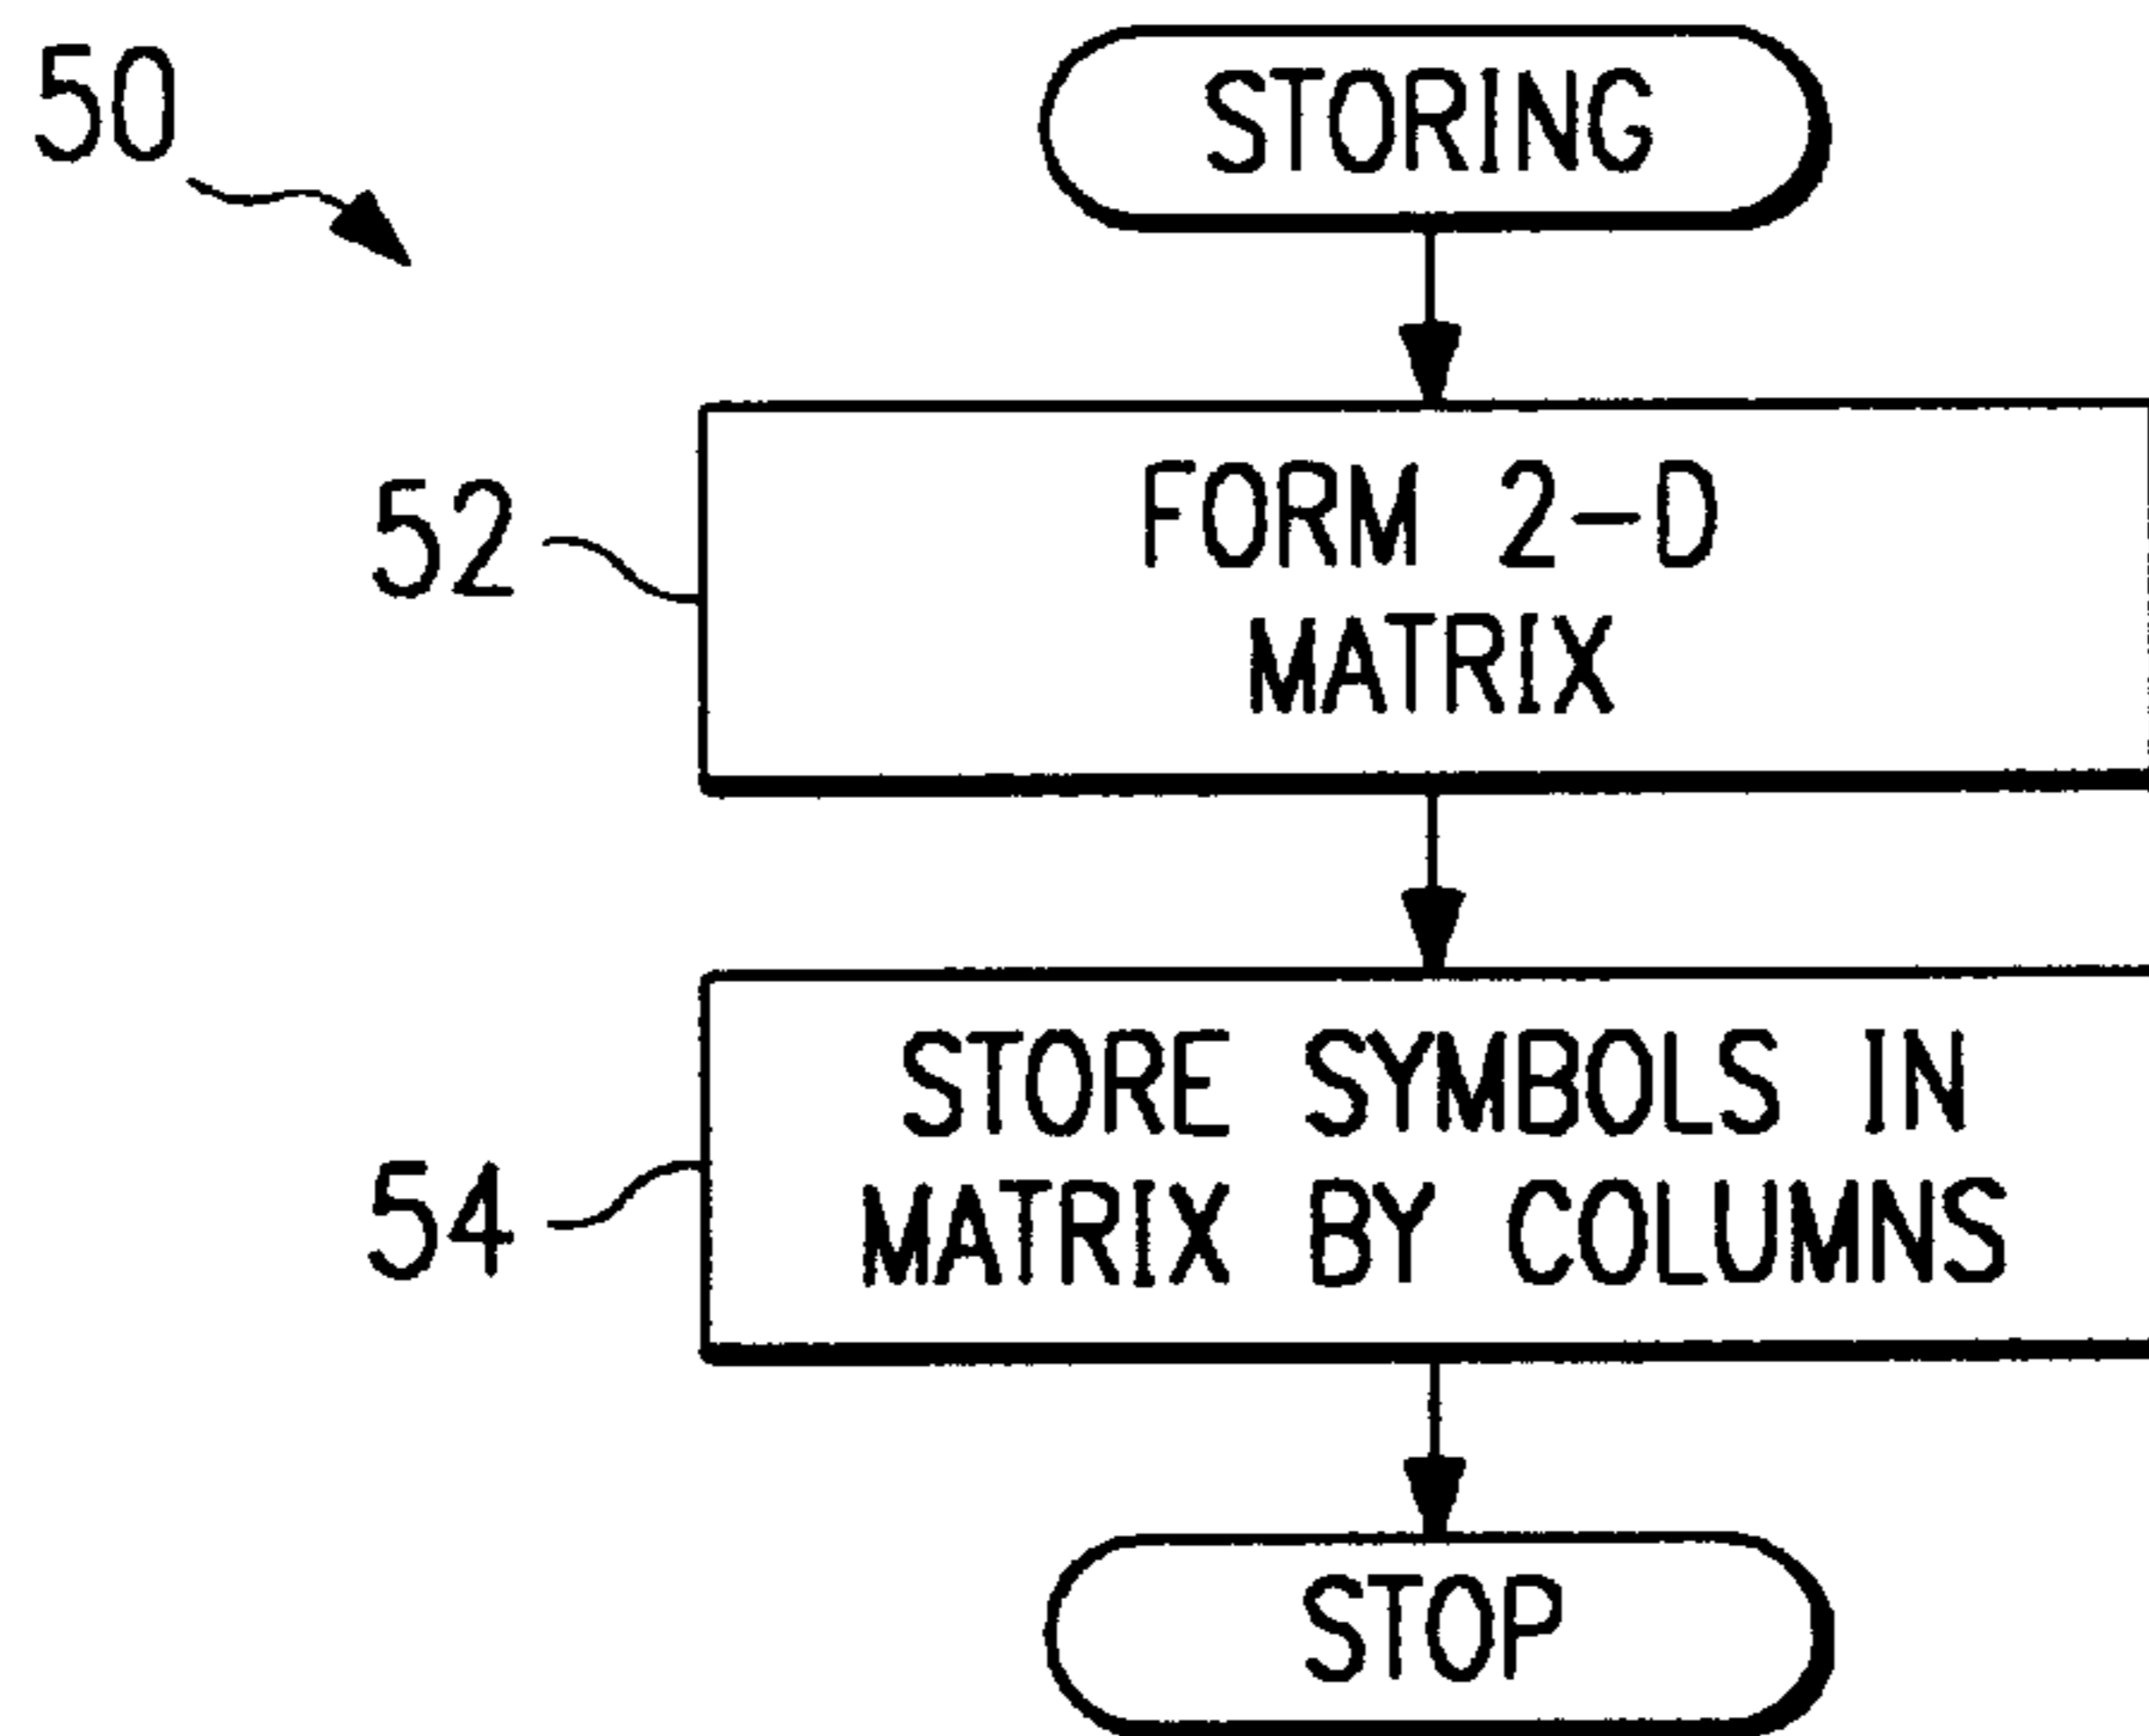 50
STORING
52
FORM 2-D
MATRIX
54
STORE SYMBOLS IN
MATRIX BY COLUMNS
STOP